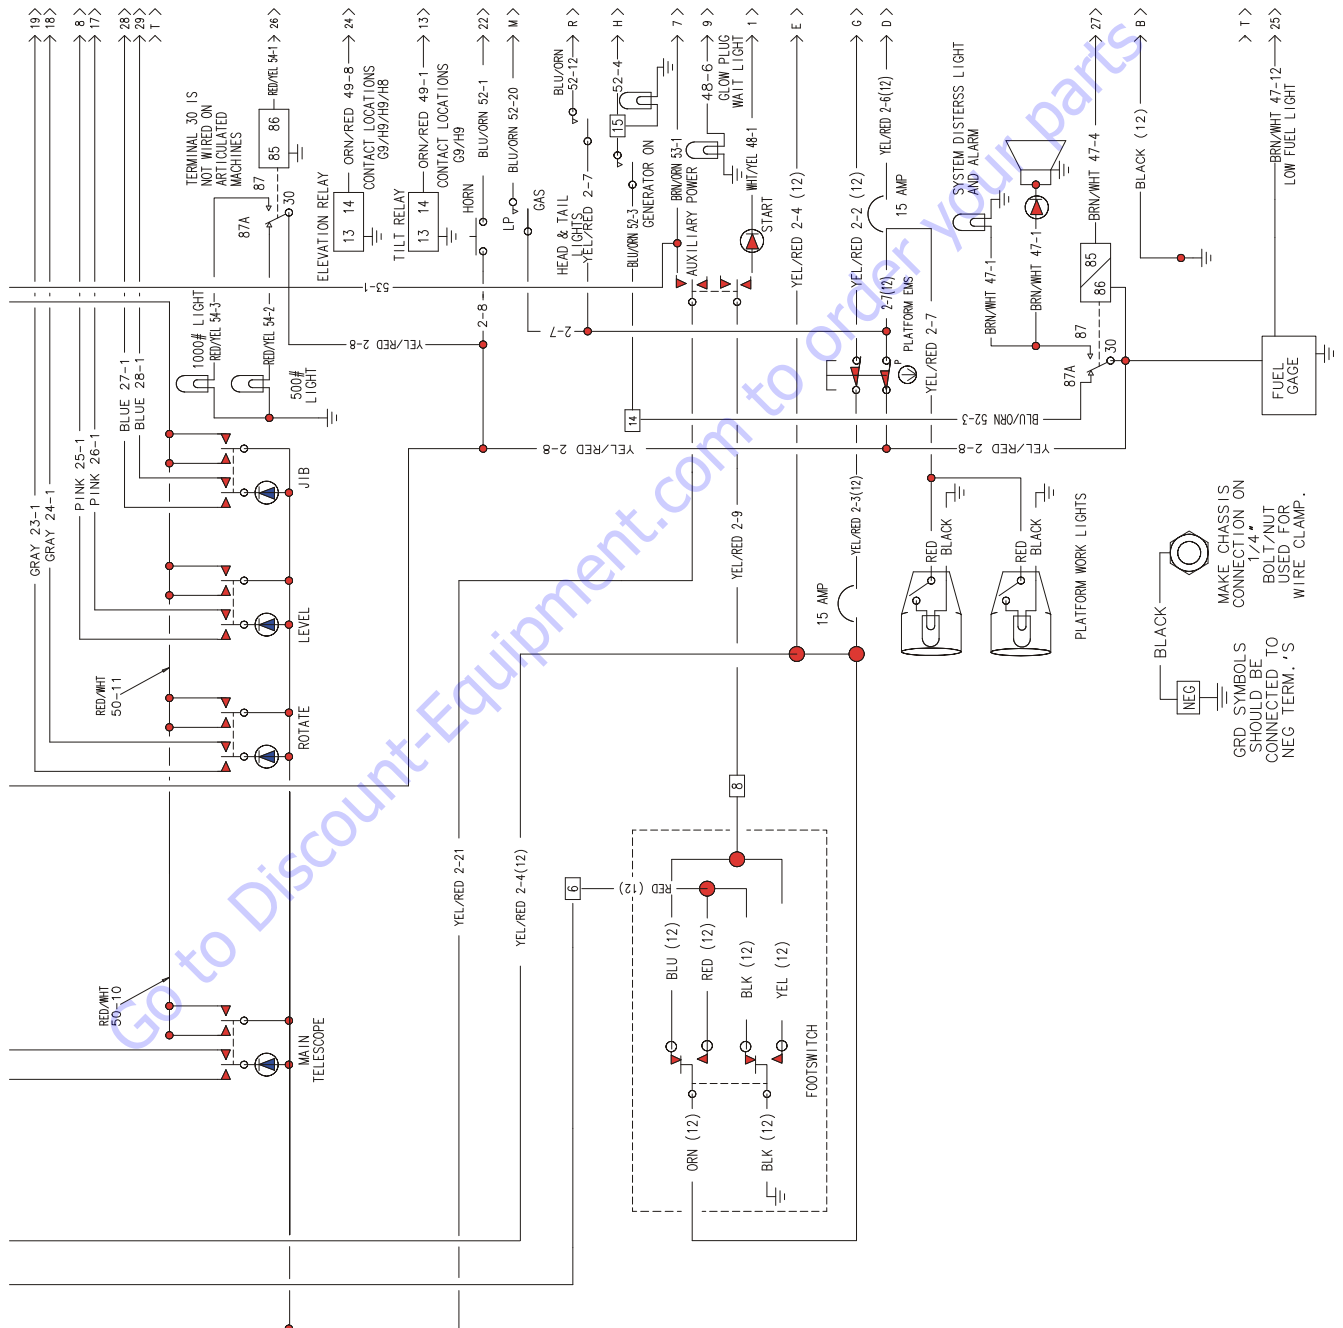 19
18
8
17
28
29
T
26
24
13
22
M
R
H
7
9
1
E
G
D
27
B
T
25
GRAY 23-1
GRAY 24-1
PINK 25-1
PINK 26-1
BLUE 27-1
BLUE 28-1
TERMINAL 30 IS
NOT WIRED ON
ARTICULATED
MACHINES
RED/YEL 54-1
85 86
87
87A
30
1000# LIGHT
RED/YEL 54-3
RED/YEL 54-2
500#
LIGHT
ELEVATION RELAY
13 14
ORN/RED 49-8
CONTACT LOCATIONS
G9/H9/H9/H8
TILT RELAY
13 14
ORN/RED 49-1
CONTACT LOCATIONS
G9/H9
HORN
BLU/ORN 52-1
2-8
BLU/ORN 52-20
LP
GAS
BLU/ORN
52-12
HEAD & TAIL
LIGHTS
YEL/RED 2-7
52-4
15
BLU/ORN 52-3
GENERATOR ON
BRN/ORN 53-1
AUXILIARY POWER
48-6
GLOW PLUG
WAIT LIGHT
WHT/YEL 48-1
START
YEL/RED 2-4 (12)
YEL/RED 2-2 (12)
YEL/RED 2-6(12)
15 AMP
2-7(12)
PLATFORM EMS
P
YEL/RED 2-7
SYSTEM DISTERSS LIGHT
AND ALARM
BRN/WHT 47-1
BRN/WHT 47-1
BRN/WHT 47-4
85
86
87
87A
30
BLACK (12)
BRN/WHT 47-12
LOW FUEL LIGHT
FUEL
GAGE
53-1
YEL/RED 2-8
2-7
14
BLU/ORN 52-3
YEL/RED 2-8
YEL/RED 2-8
JIB
LEVEL
ROTATE
MAIN
TELESCOPE
RED/WHT
50-11
RED/WHT
50-10
YEL/RED 2-9
YEL/RED 2-3(12)
15 AMP
RED
BLACK
RED
BLACK
PLATFORM WORK LIGHTS
MAKE CHASSIS
CONNECTION ON
1/4"
BOLT/NUT
USED FOR
WIRE CLAMP.
BLACK
NEG
GRD SYMBOLS
SHOULD BE
CONNECTED TO
NEG TERM.'S
YEL/RED 2-21
YEL/RED 2-4(12)
8
6
RED (12)
BLU (12)
RED (12)
BLK (12)
YEL (12)
ORN (12)
BLK (12)
FOOTSWITCH
Go to Discount-Equipment.com to order your parts